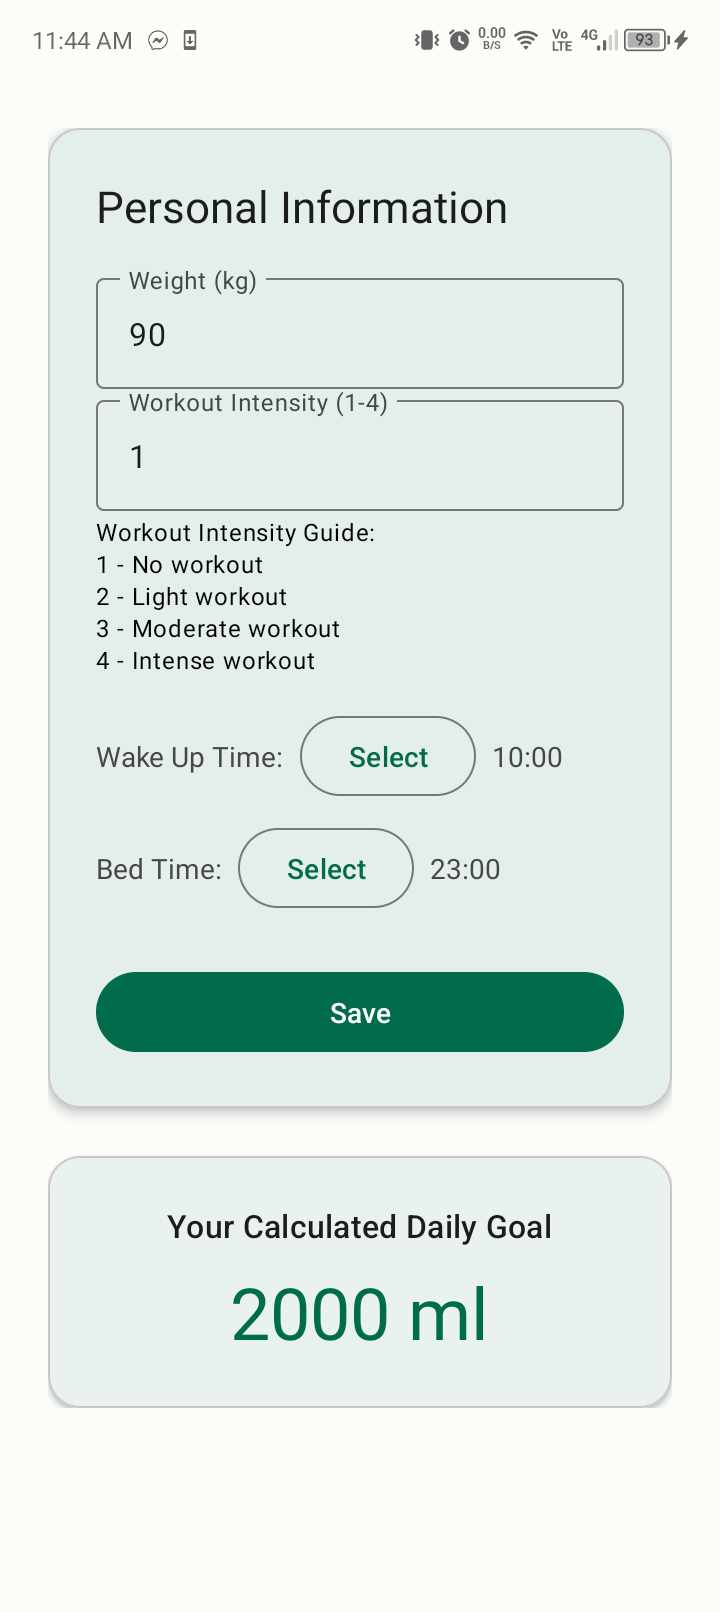 11:44 AM 0.00 B/S Vo LTE 4G 93
Personal Information
Weight (kg)
90
Workout Intensity (1-4)
1
Workout Intensity Guide:
1 - No workout
2 - Light workout
3 - Moderate workout
4 - Intense workout
Wake Up Time: Select 10:00
Bed Time: Select 23:00
Save
Your Calculated Daily Goal
2000 ml